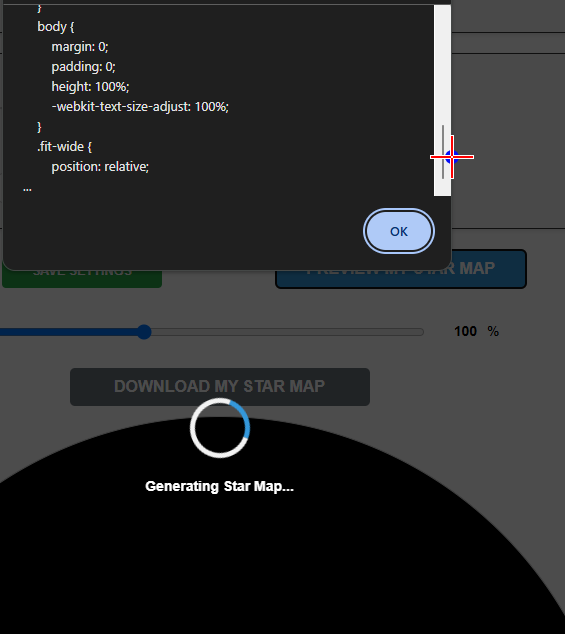 }
body {
margin: 0;
padding: 0;
height: 100%;
-webkit-text-size-adjust: 100%;
}
.fit-wide {
position: relative;
...
OK
SAVE SETTINGS
PREVIEW MY STAR MAP
100 %
DOWNLOAD MY STAR MAP
Generating Star Map...